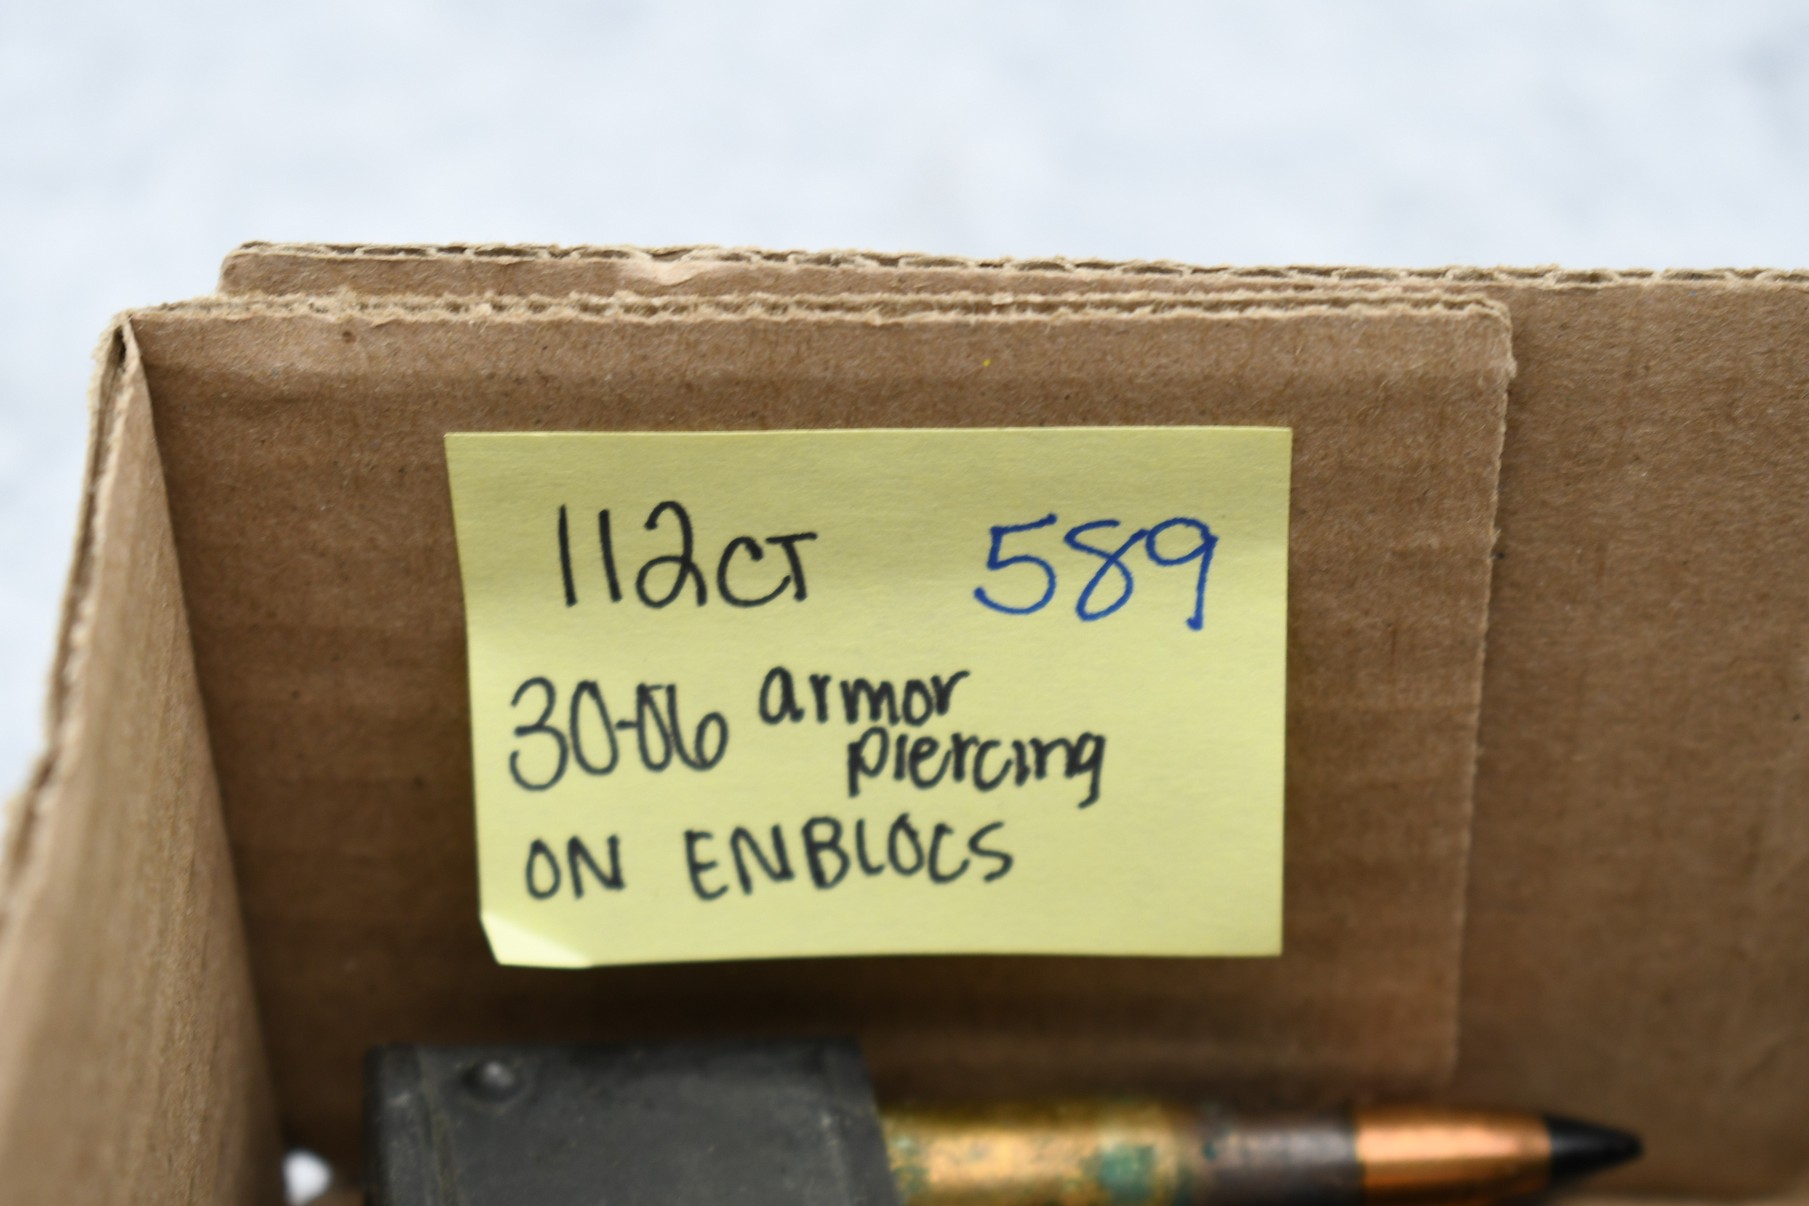 112CT 589
30-06 armor
piercing
ON ENBLOCS